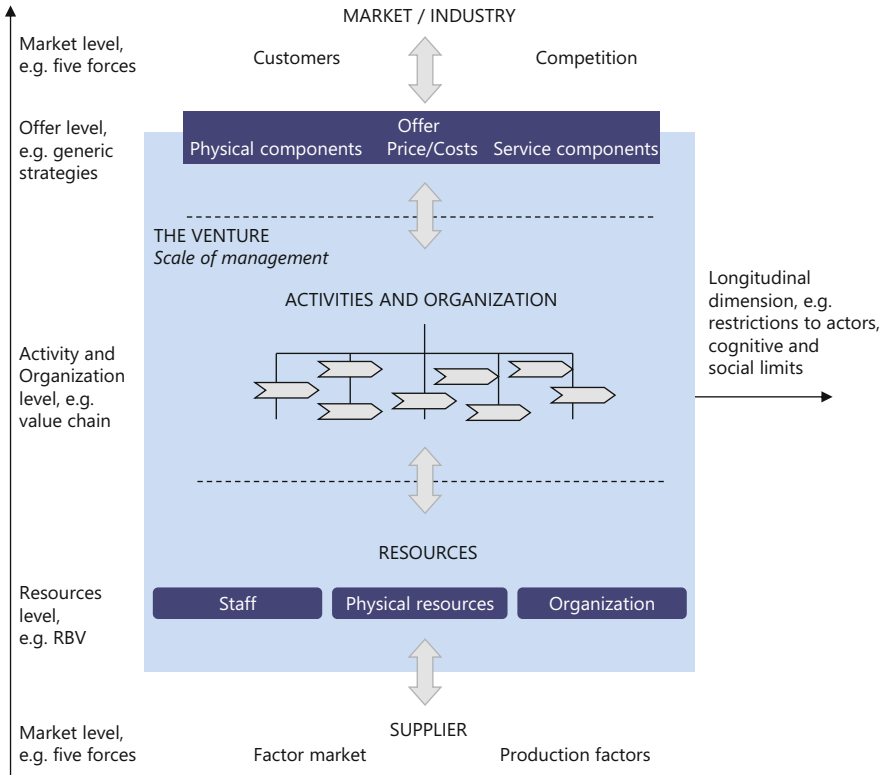 MARKET / INDUSTRY
Market level,
e.g. five forces
Customers
Competition
Offer level,
e.g. generic
strategies
Offer
Physical components
Price/Costs
Service components
THE VENTURE
Scale of management
ACTIVITIES AND ORGANIZATION
Longitudinal
dimension, e.g.
restrictions to actors,
cognitive and
social limits
Activity and
Organization
level, e.g.
value chain
RESOURCES
Resources
level,
e.g. RBV
Staff
Physical resources
Organization
Market level,
e.g. five forces
SUPPLIER
Factor market
Production factors